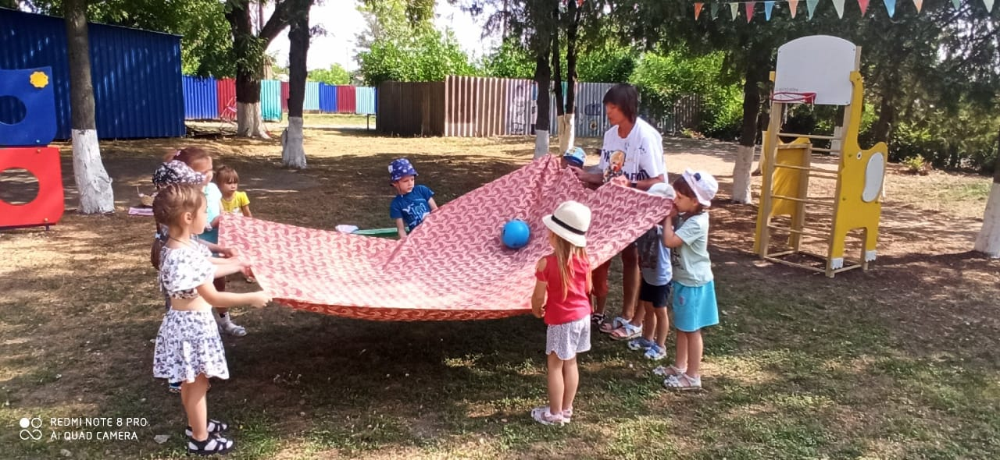 REDMI NOTE 8 PRO
AI QUAD CAMERA